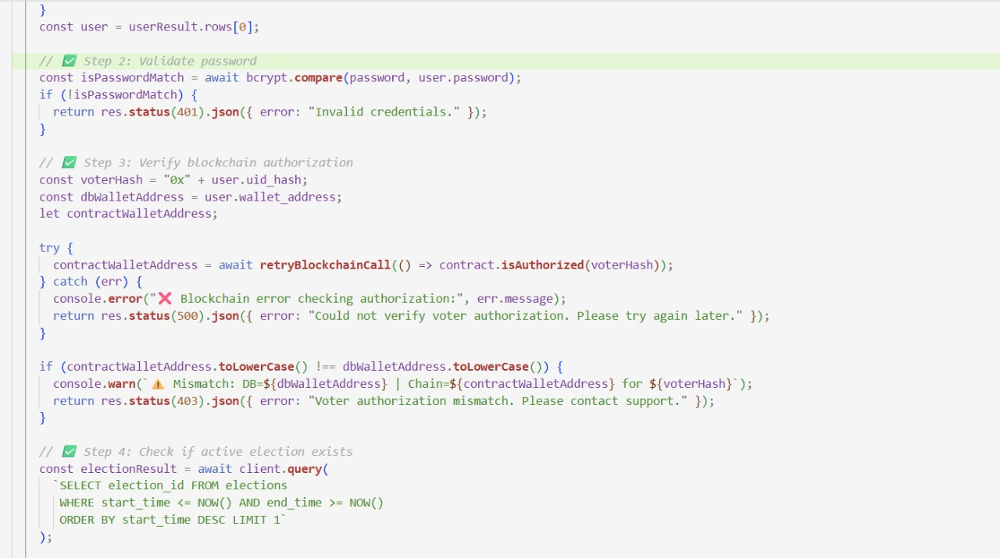 }
const user = userResult.rows[0];
// ✅ Step 2: Validate password
const isPasswordMatch = await bcrypt.compare(password, user.password);
if (!isPasswordMatch) {
return res.status(401).json({ error: "Invalid credentials." });
}
// ✅ Step 3: Verify blockchain authorization
const voterHash = "0x" + user.uid_hash;
const dbWalletAddress = user.wallet_address;
let contractWalletAddress;
try {
contractWalletAddress = await retryBlockchainCall(() => contract.isAuthorized(voterHash));
} catch (err) {
console.error("❌ Blockchain error checking authorization:", err.message);
return res.status(500).json({ error: "Could not verify voter authorization. Please try again later." });
}
if (contractWalletAddress.toLowerCase() !== dbWalletAddress.toLowerCase()) {
console.warn(`⚠️ Mismatch: DB=${dbWalletAddress} | Chain=${contractWalletAddress} for ${voterHash}`);
return res.status(403).json({ error: "Voter authorization mismatch. Please contact support." });
}
// ✅ Step 4: Check if active election exists
const electionResult = await client.query(
`SELECT election_id FROM elections
WHERE start_time <= NOW() AND end_time >= NOW()
ORDER BY start_time DESC LIMIT 1`
);